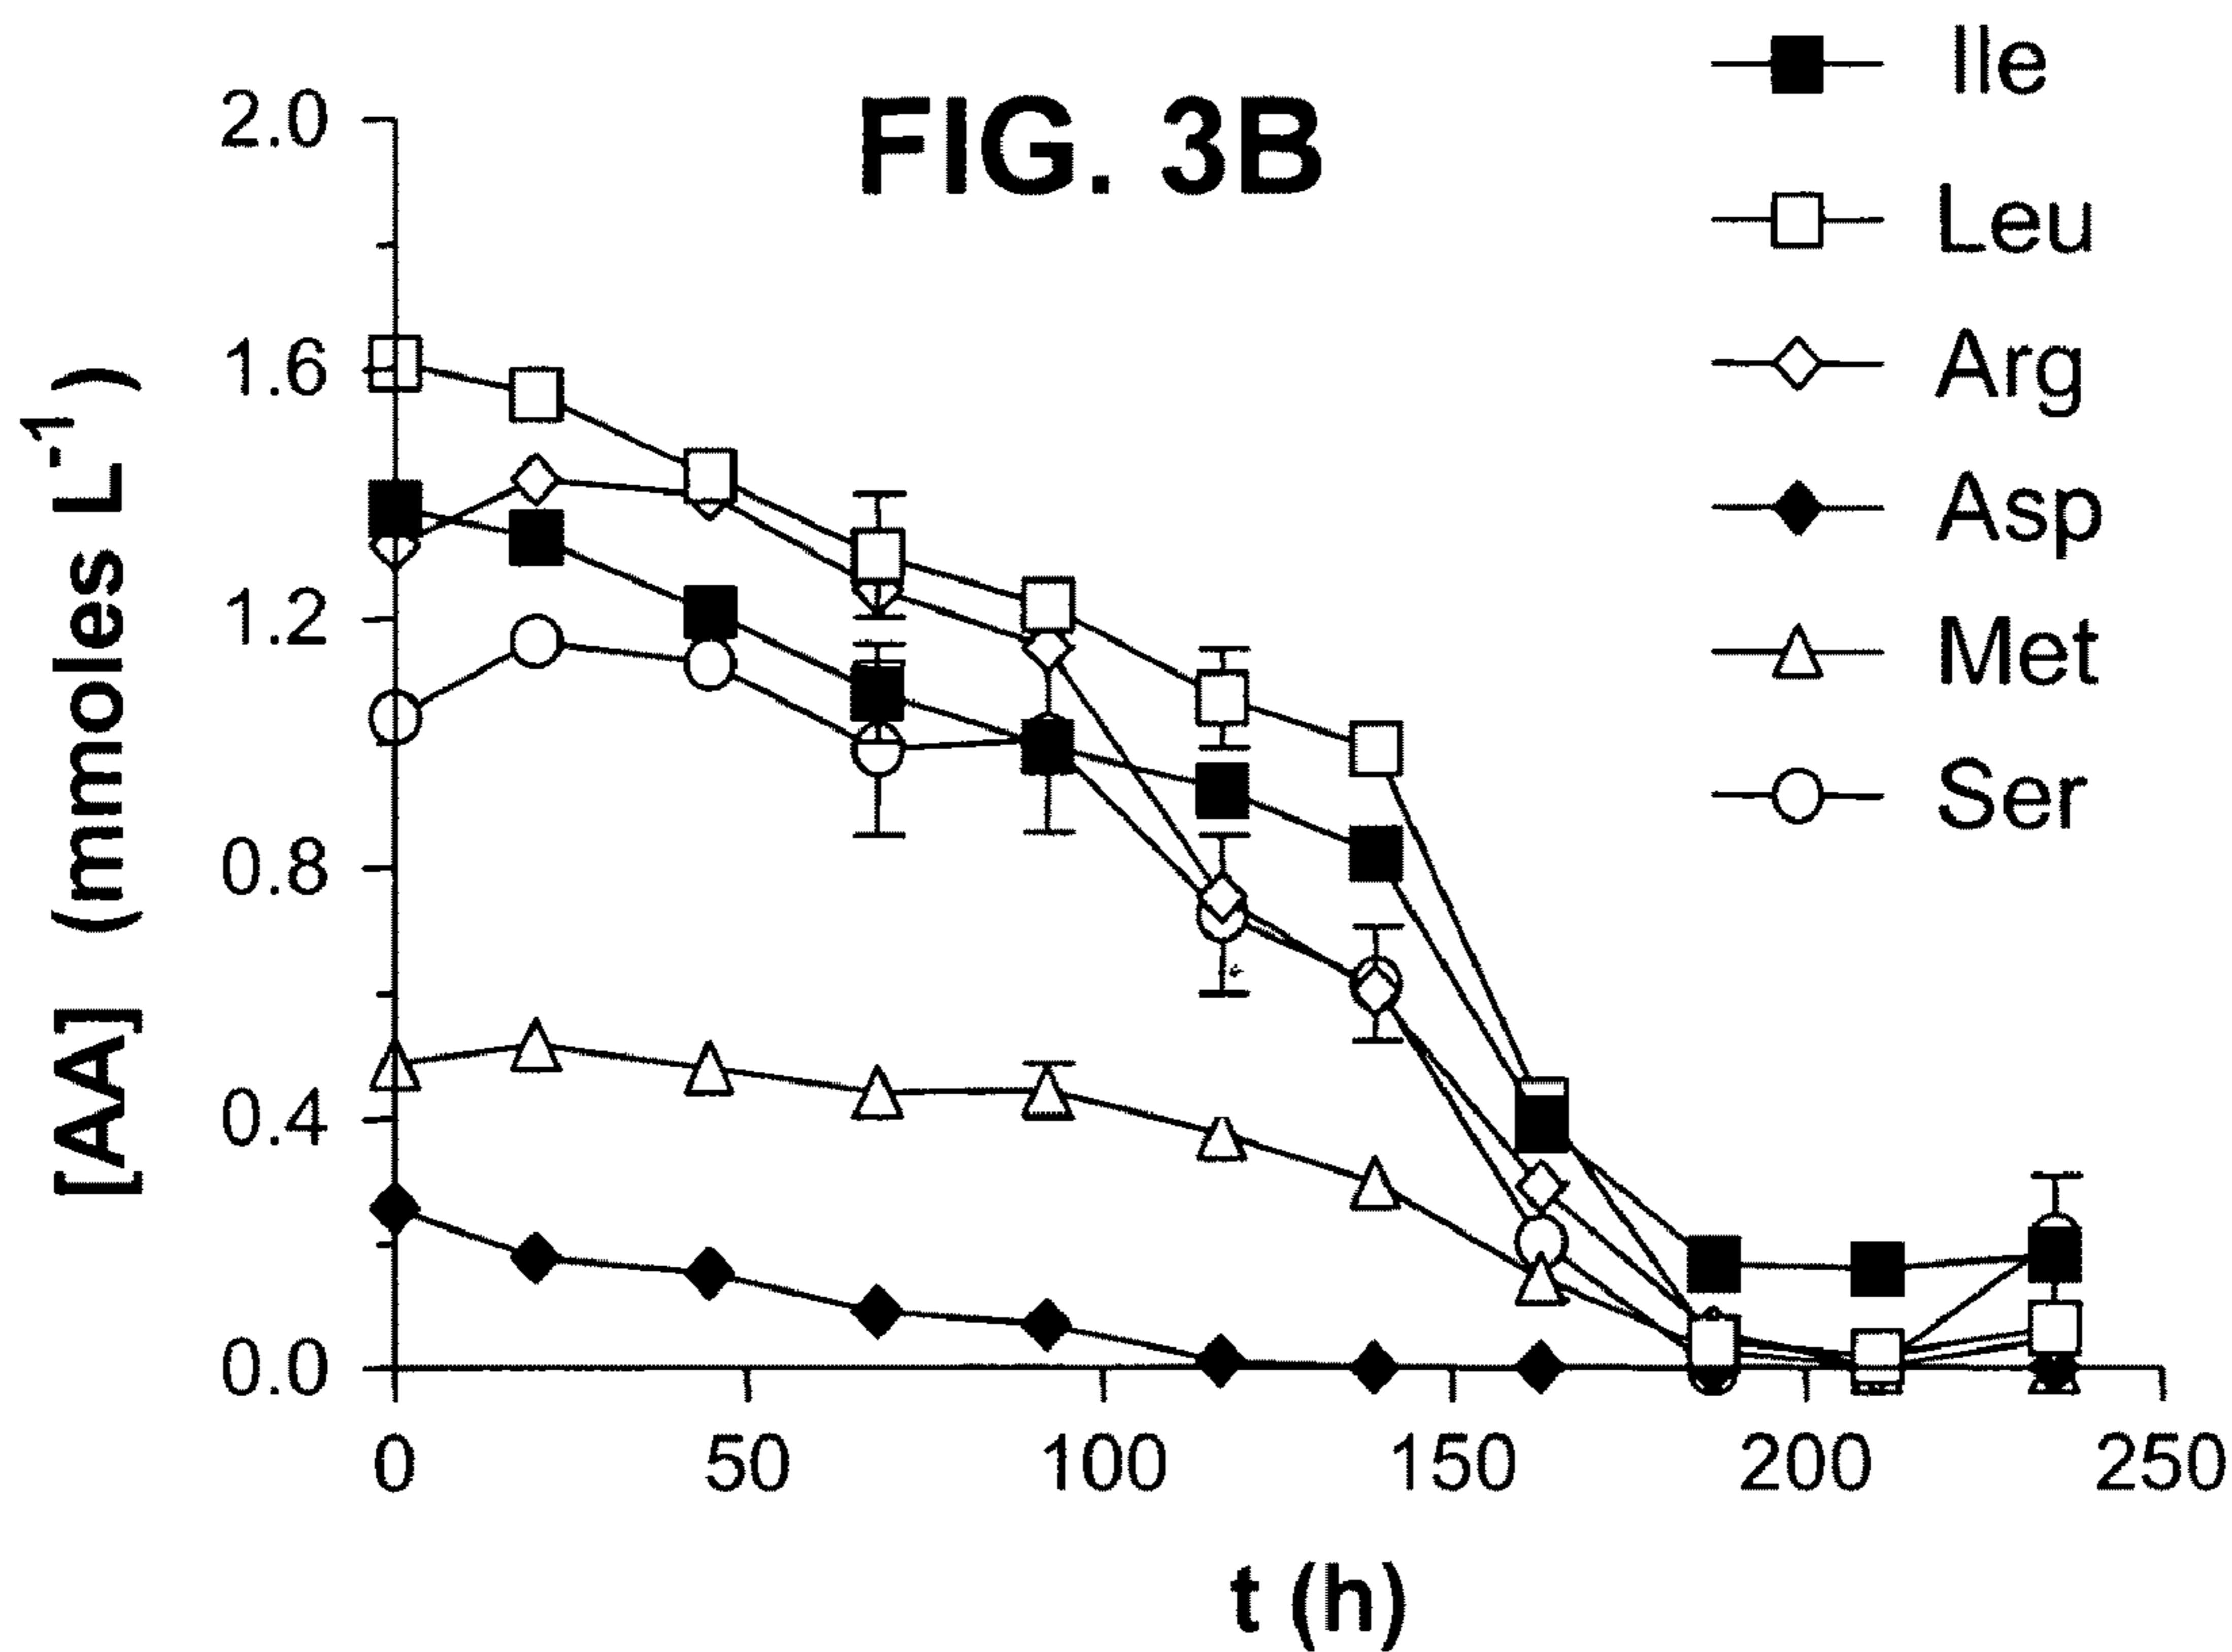 FIG. 3B
[AA] (mmoles L-1)
2.0
1.6
1.2
0.8
0.4
0.0
0
50
100
150
200
250
t (h)
Ile
Leu
Arg
Asp
Met
Ser